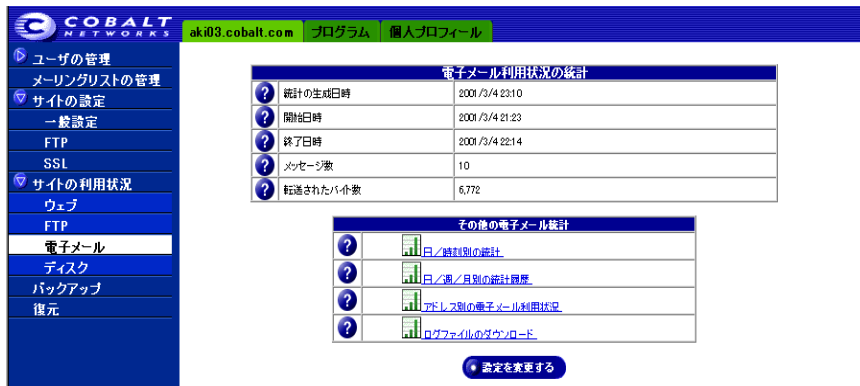 COBALT
NETWORKS
aki03.cobalt.com プログラム 個人プロフィール
ユーザの管理
メーリングリストの管理
サイトの設定
一般設定
FTP
SSL
サイトの利用状況
ウェブ
FTP
電子メール
ディスク
バックアップ
復元
電子メール利用状況の統計
? 統計の生成日時 2001/3/4 23:10
? 開始日時 2001/3/4 21:23
? 終了日時 2001/3/4 22:14
? メッセージ数 10
? 転送されたバイト数 6,772
その他の電子メール統計
? 日/時刻別の統計
? 日/週/月別の統計履歴
? アドレス別の電子メール利用状況
? ログファイルのダウンロード
設定を変更する